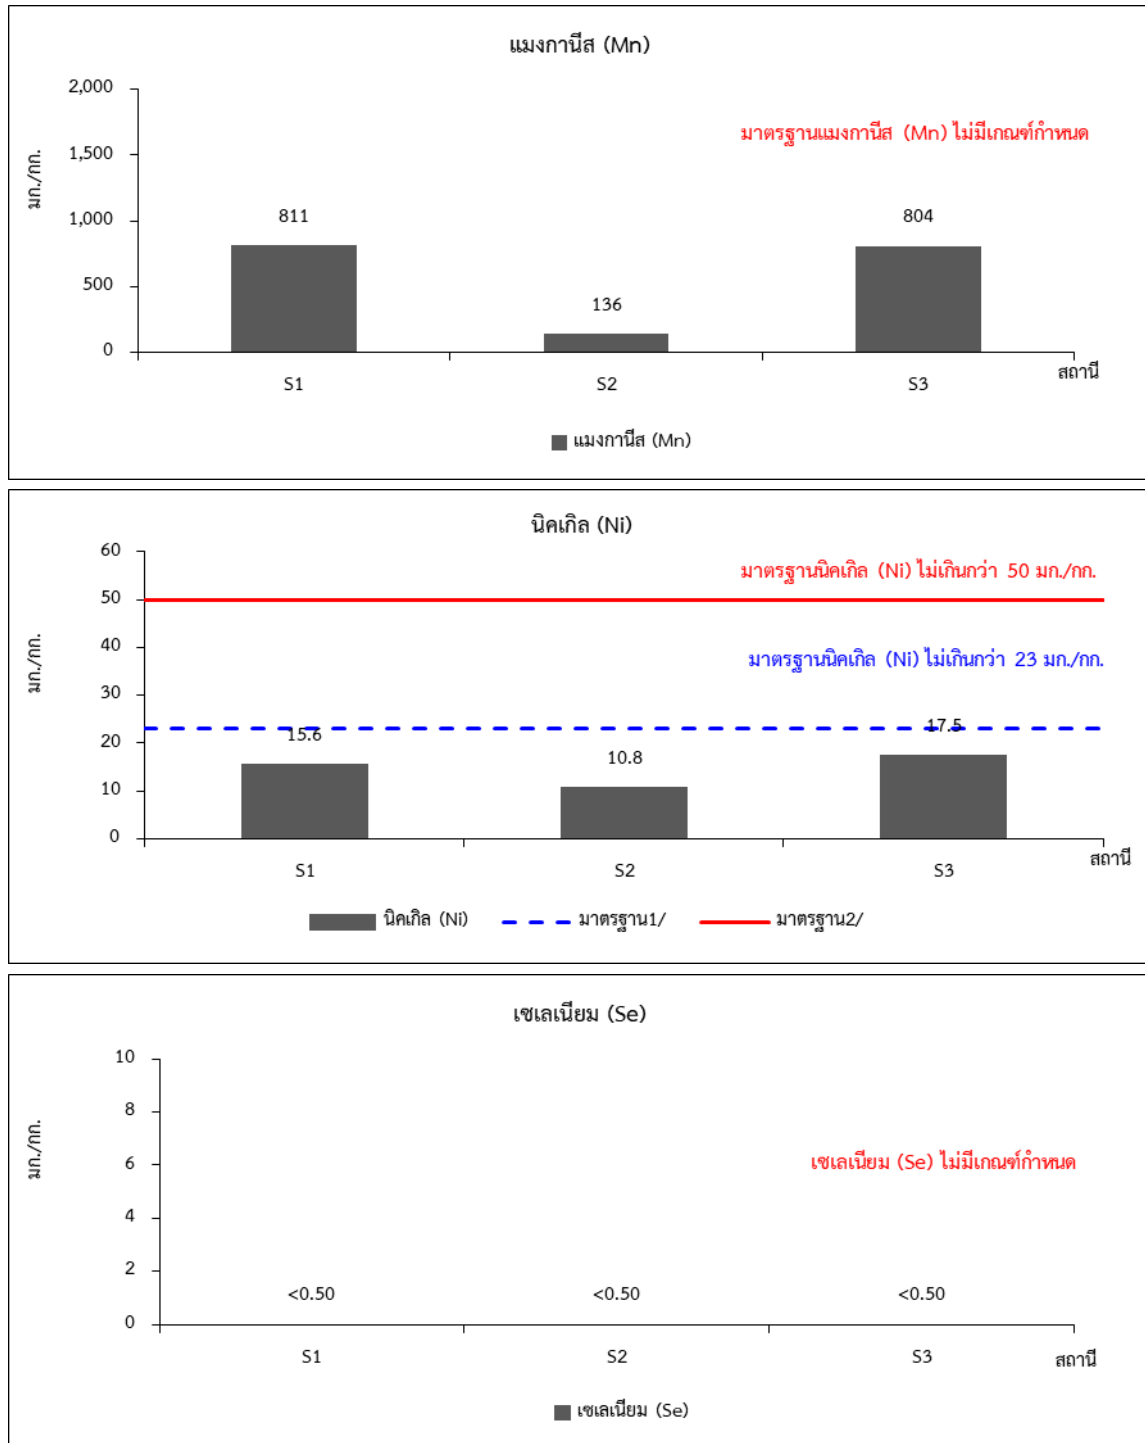 แมงกานีส (Mn)
2,000
มาตรฐานแมงกานีส (Mn) ไม่มีเกณฑ์กำหนด
1,500
มก./กก.
1,000
811
804
500
136
0
S1
S2
S3
สถานี
แมงกานีส (Mn)
นิคเกิล (Ni)
60
มาตรฐานนิคเกิล (Ni) ไม่เกินกว่า 50 มก./กก.
50
มก./กก.
40
มาตรฐานนิคเกิล (Ni) ไม่เกินกว่า 23 มก./กก.
30
20
15.6
10.8
17.5
10
0
S1
S2
S3
สถานี
นิคเกิล (Ni)
มาตรฐาน1/
มาตรฐาน2/
เซเลเนียม (Se)
10
8
มก./กก.
6
เซเลเนียม (Se) ไม่มีเกณฑ์กำหนด
4
2
<0.50
<0.50
<0.50
0
S1
S2
S3
สถานี
เซเลเนียม (Se)